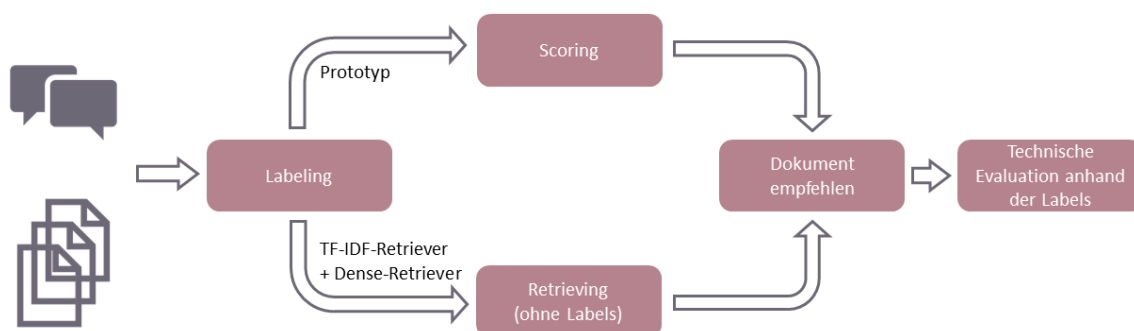 Scoring
Prototyp
Labeling
Dokument
empfehlen
Technische
Evaluation anhand
der Labels
TF-IDF-Retriever
+ Dense-Retriever
Retrieving
(ohne Labels)